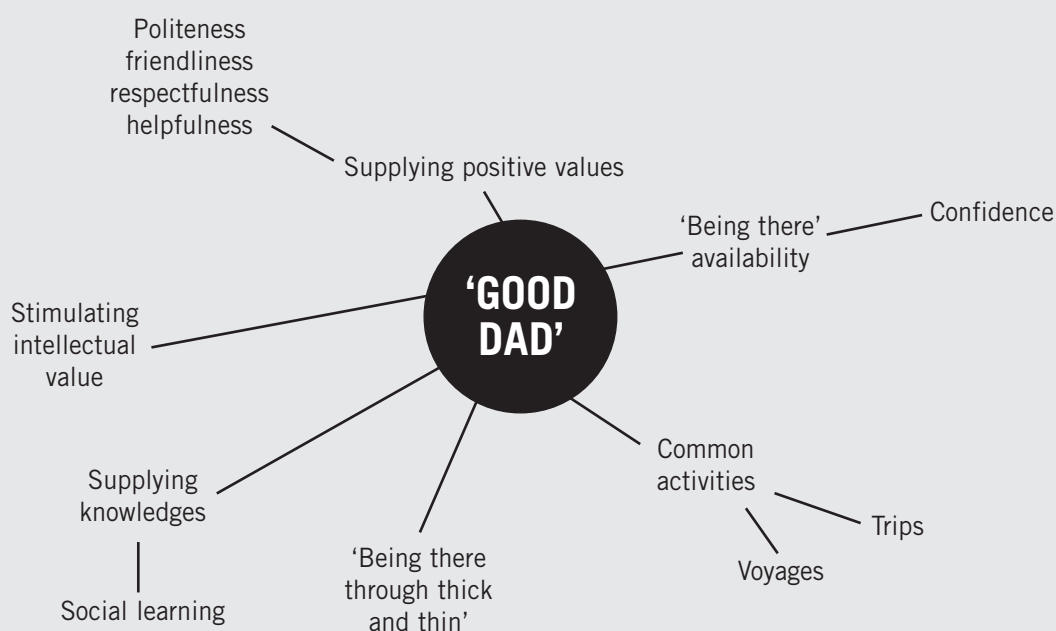 Politeness
friendliness
respectfulness
helpfulness
Supplying positive values
‘Being there’
availability
Confidence
‘GOOD
DAD’
Stimulating
intellectual
value
Common
activities
Supplying
knowledges
Trips
‘Being there
through thick
and thin’
Voyages
Social learning